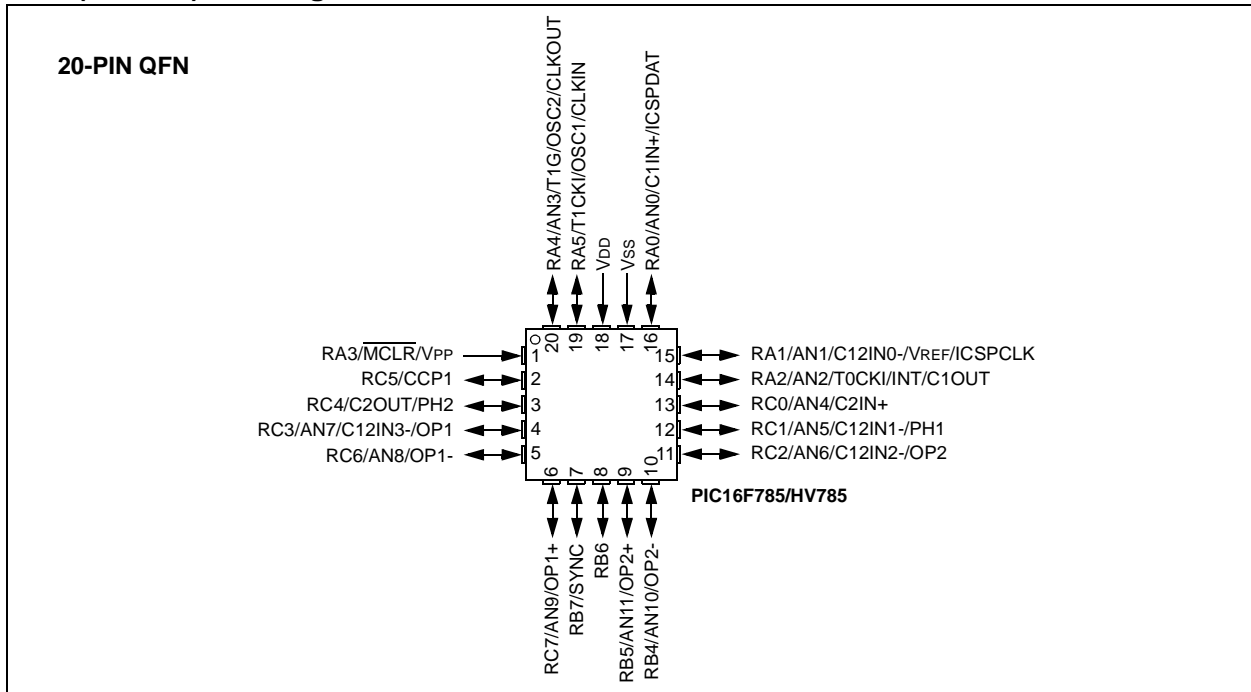 20-PIN QFN
RA4/AN3/T1G/OSC2/CLKOUT
RA5/T1CKI/OSC1/CLKIN
VDD
VSS
RA0/AN0/C1IN+/ICSPDAT
20
19
18
17
16
RA3/MCLR/VPP
1
RC5/CCP1
2
RC4/C2OUT/PH2
3
RC3/AN7/C12IN3-/OP1
4
RC6/AN8/OP1-
5
15
RA1/AN1/C12IN0-/VREF/ICSPCLK
14
RA2/AN2/T0CKI/INT/C1OUT
13
RC0/AN4/C2IN+
12
RC1/AN5/C12IN1-/PH1
11
RC2/AN6/C12IN2-/OP2
6
7
8
9
10
PIC16F785/HV785
RC7/AN9/OP1+
RB7/SYNC
RB6
RB5/AN11/OP2+
RB4/AN10/OP2-